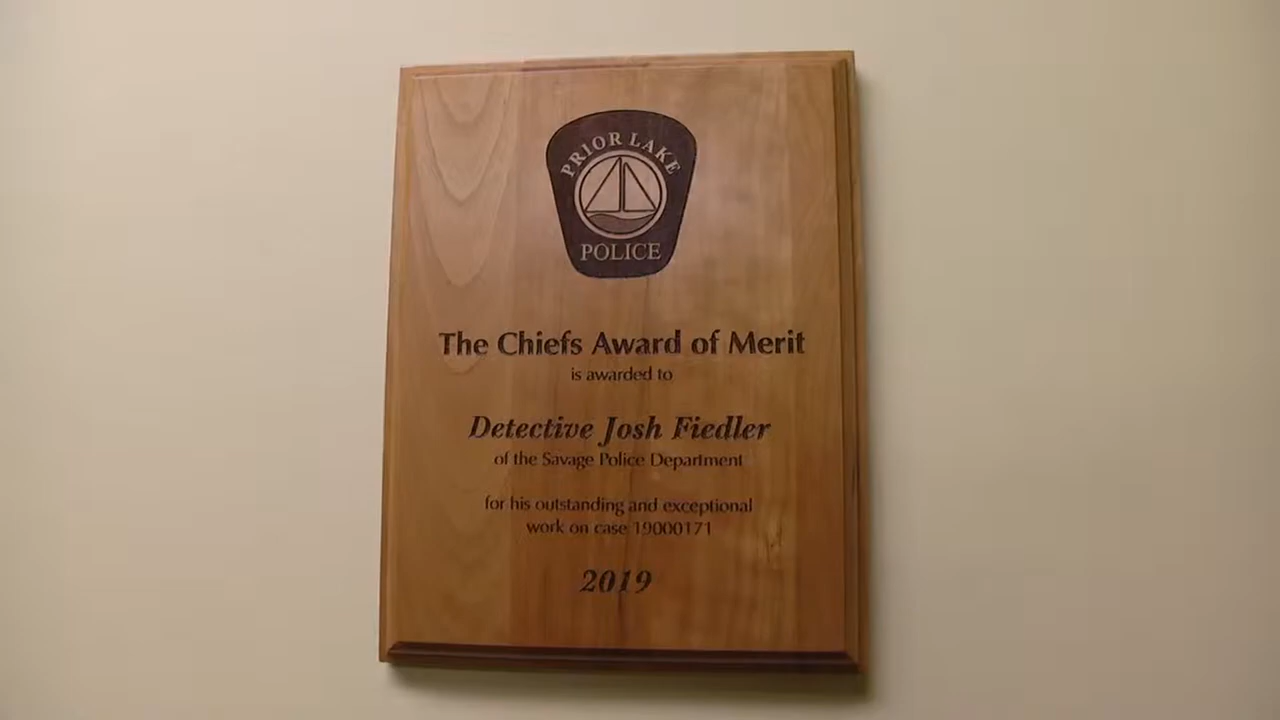 PRIOR LAKE
POLICE
The Chiefs Award of Merit
is awarded to
Detective Josh Fiedler
of the Savage Police Department
for his outstanding and exceptional
work on case 19000171
2019